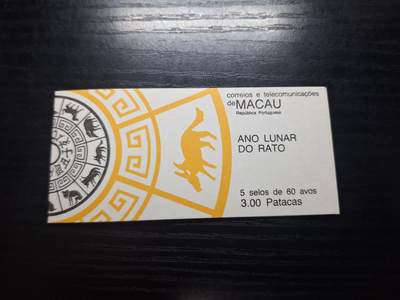 correios e telecomunicações
de MACAU
República Portuguesa
ANO LUNAR
DO RATO
5 selos de 60 avos
3.00 Patacas